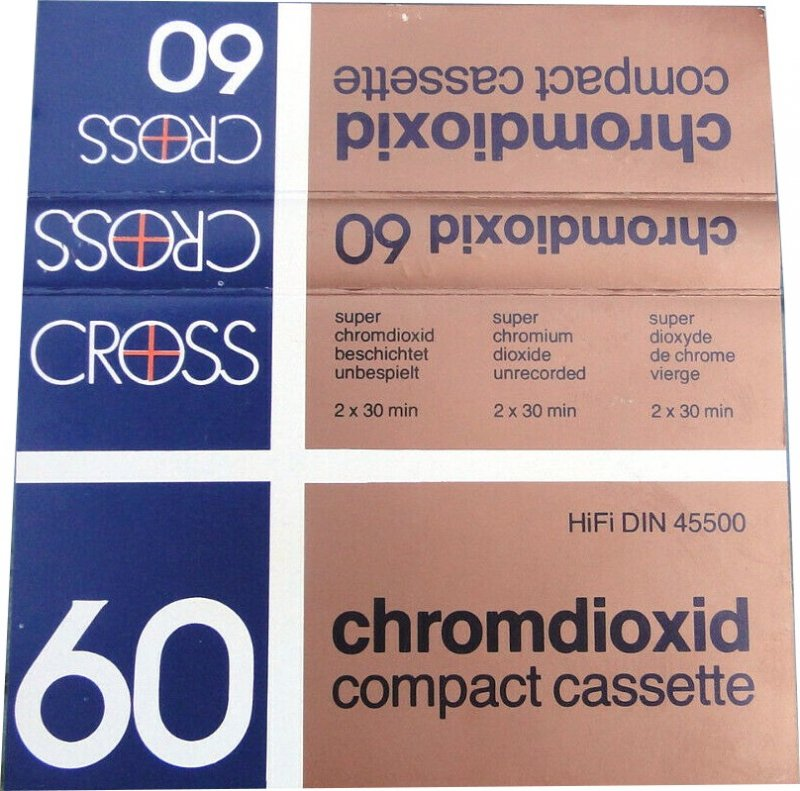 60
CROSS
chromdioxid
compact cassette
CROSS
chromdioxid 60
CROSS
super
chromdioxid
beschichtet
unbespielt
2 x 30 min
super
chromium
dioxide
unrecorded
2 x 30 min
super
dioxyde
de chrome
vierge
2 x 30 min
60
HiFi DIN 45500
chromdioxid
compact cassette